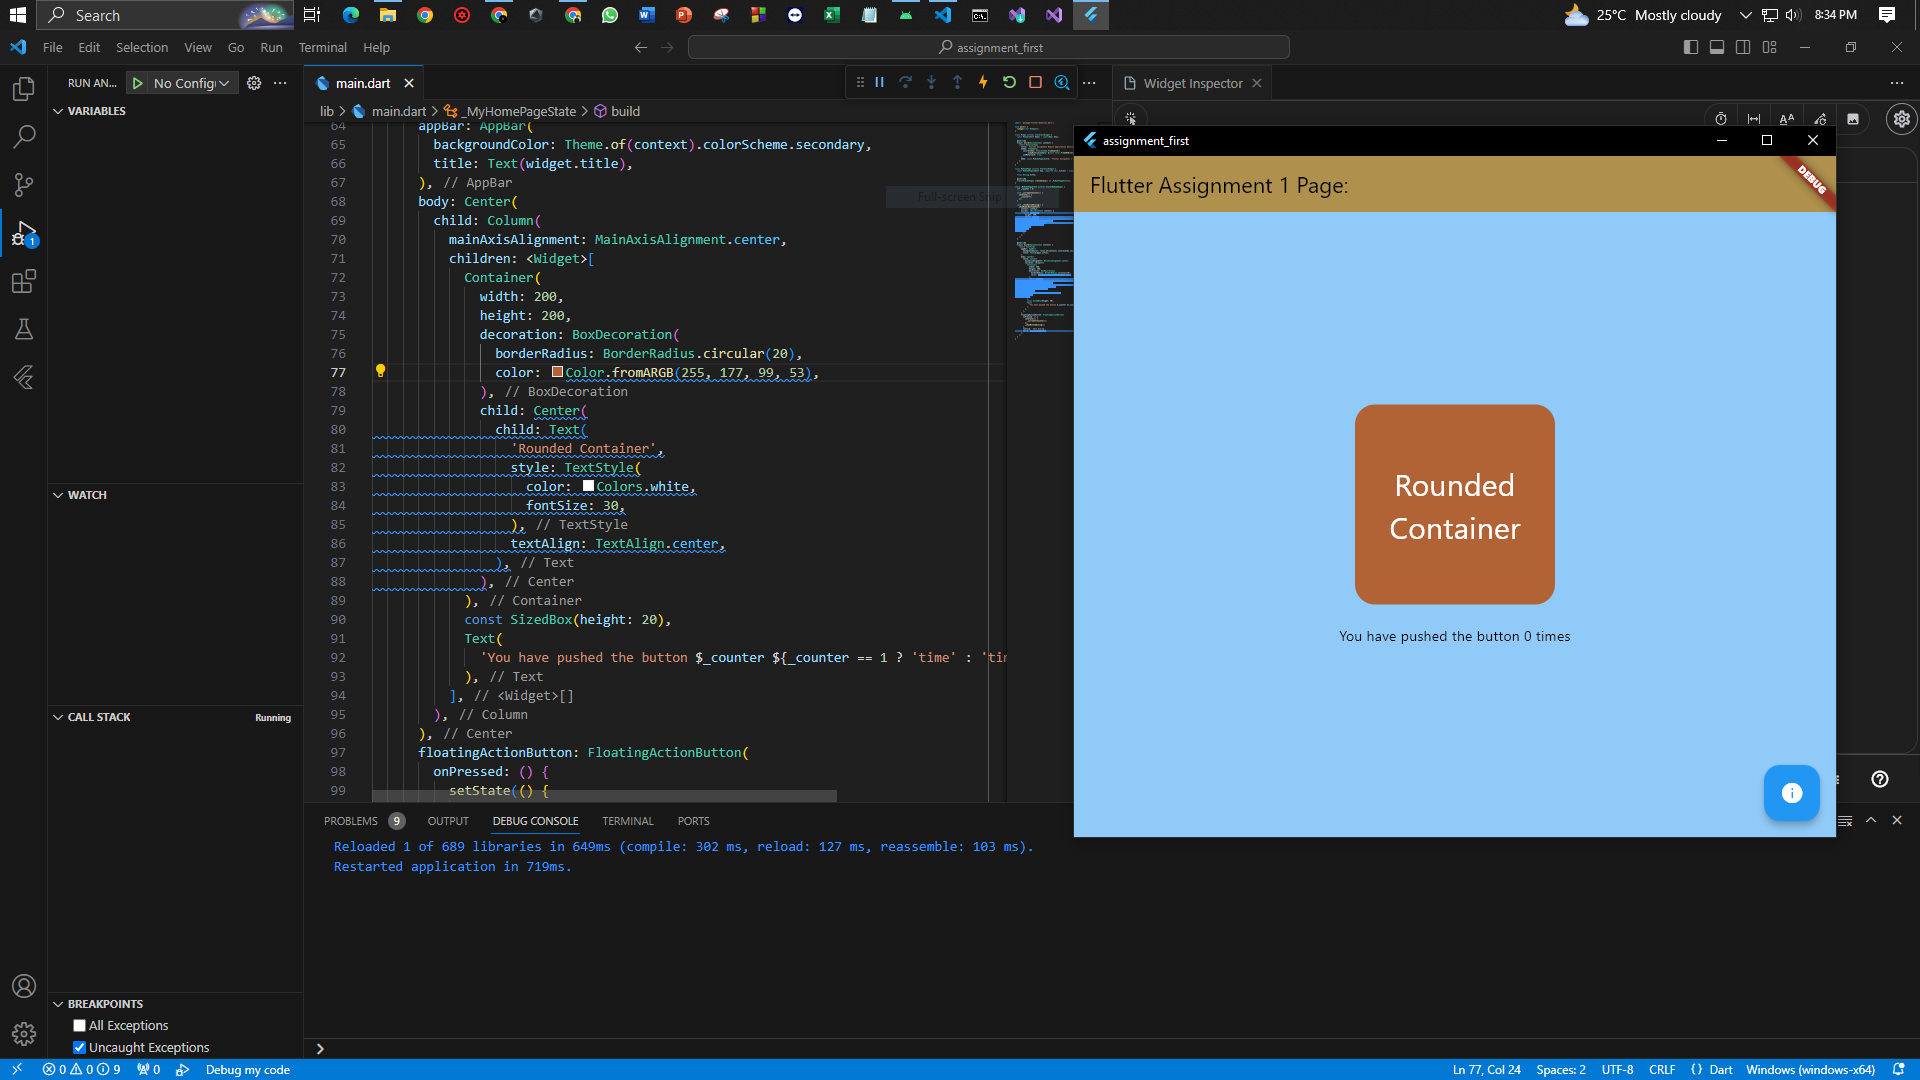 Search
25°C Mostly cloudy
8:34 PM
File Edit Selection View Go Run Terminal Help
assignment_first
RUN AN...
No Config
main.dart
Widget Inspector
VARIABLES
lib > main.dart > _MyHomePageState > build
64 appBar: AppBar(
65 backgroundColor: Theme.of(context).colorScheme.secondary,
66 title: Text(widget.title),
67 ), // AppBar
68 body: Center(
69 child: Column(
70 mainAxisAlignment: MainAxisAlignment.center,
71 children: <Widget>[
72 Container(
73 width: 200,
74 height: 200,
75 decoration: BoxDecoration(
76 borderRadius: BorderRadius.circular(20),
77 color: Color.fromARGB(255, 177, 99, 53),
78 ), // BoxDecoration
79 child: Center(
80 child: Text(
81 'Rounded Container',
82 style: TextStyle(
83 color: Colors.white,
84 fontSize: 30,
85 ), // TextStyle
86 textAlign: TextAlign.center,
87 ), // Text
88 ), // Center
89 ), // Container
90 const SizedBox(height: 20),
91 Text(
92 'You have pushed the button $_counter ${_counter == 1 ? 'time' : 'tim
93 ), // Text
94 ], // <Widget>[]
95 ), // Column
96 ), // Center
97 floatingActionButton: FloatingActionButton(
98 onPressed: () {
99 setState(() {
Full-screen Snip
assignment_first
Flutter Assignment 1 Page:
DEBUG
Rounded
Container
You have pushed the button 0 times
WATCH
CALL STACK
Running
BREAKPOINTS
All Exceptions
Uncaught Exceptions
PROBLEMS 9 OUTPUT DEBUG CONSOLE TERMINAL PORTS
Reloaded 1 of 689 libraries in 649ms (compile: 302 ms, reload: 127 ms, reassemble: 103 ms).
Restarted application in 719ms.
0 0 9 0 Debug my code
Ln 77, Col 24 Spaces: 2 UTF-8 CRLF {} Dart Windows (windows-x64)